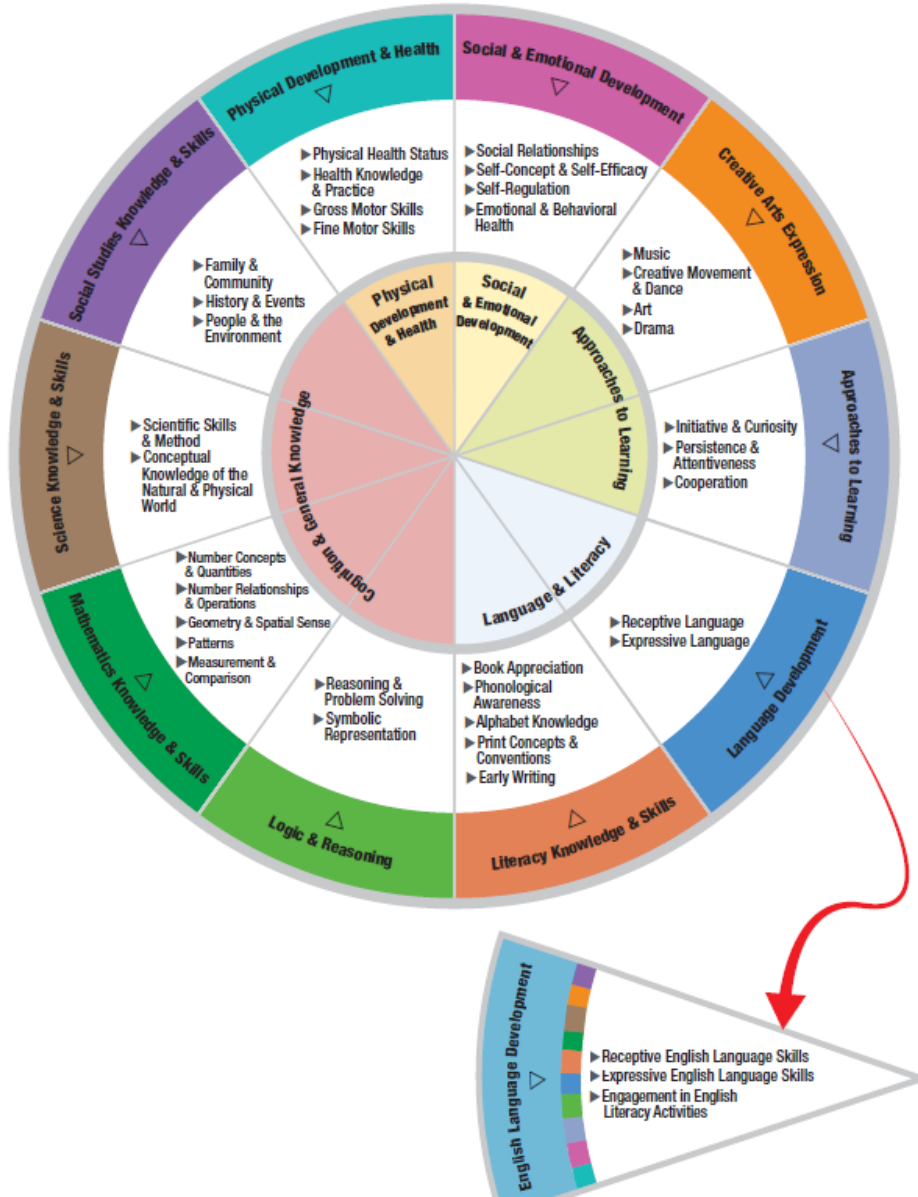 Physical Development & Health
▶Physical Health Status
▶Health Knowledge
& Practice
▶Gross Motor Skills
▶Fine Motor Skills
Social & Emotional Development
▶Social Relationships
▶Self-Concept & Self-Efficacy
▶Self-Regulation
▶Emotional & Behavioral
Health
Creative Arts Expression
▶Music
▶Creative Movement
& Dance
▶Art
▶Drama
Approaches to Learning
▶Initiative & Curiosity
▶Persistence &
Attentiveness
▶Cooperation
Language Development
▶Receptive Language
▶Expressive Language
Literacy Knowledge & Skills
▶Book Appreciation
▶Phonological
Awareness
▶Alphabet Knowledge
▶Print Concepts &
Conventions
▶Early Writing
Logic & Reasoning
▶Reasoning &
Problem Solving
▶Symbolic
Representation
Mathematics Knowledge & Skills
▶Number Concepts
& Quantities
▶Number Relationships
& Operations
▶Geometry & Spatial Sense
▶Patterns
▶Measurement &
Comparison
Science Knowledge & Skills
▶Scientific Skills
& Method
▶Conceptual
Knowledge of the
Natural & Physical
World
Social Studies Knowledge & Skills
▶Family &
Community
▶History & Events
▶People & the
Environment
Physical
Development
& Health
Social
& Emotional
Development
Approaches to Learning
Language & Literacy
Cognition & General Knowledge
English Language Development
▶Receptive English Language Skills
▶Expressive English Language Skills
▶Engagement in English
Literacy Activities